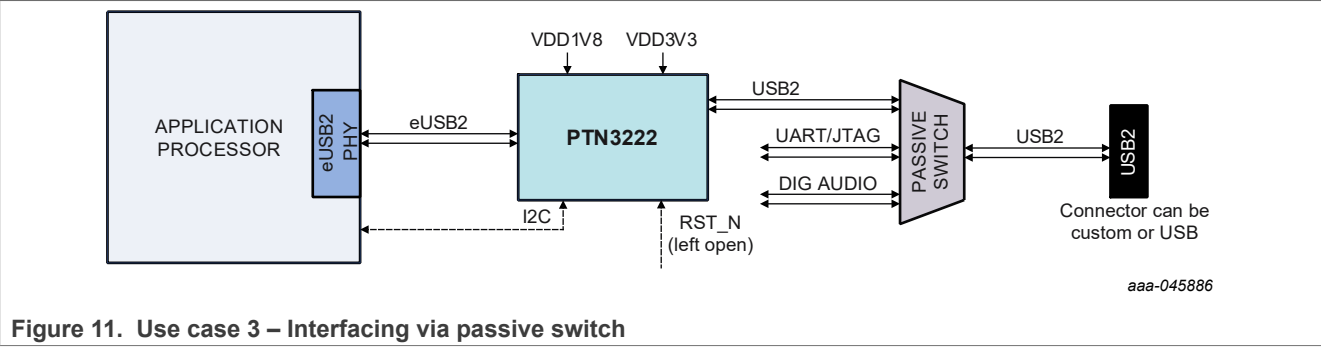 VDD1V8
VDD3V3
APPLICATION
PROCESSOR
eUSB2
PHY
eUSB2
I2C
PTN3222
RST_N
(left open)
USB2
UART/JTAG
DIG AUDIO
PASSIVE
SWITCH
USB2
USB2
Connector can be
custom or USB
aaa-045886
Figure 11. Use case 3 – Interfacing via passive switch